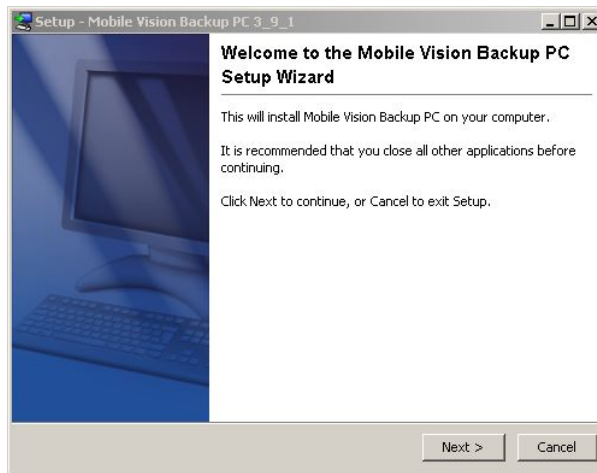 Setup - Mobile Vision Backup PC 3_9_1
Welcome to the Mobile Vision Backup PC
Setup Wizard
This will install Mobile Vision Backup PC on your computer.
It is recommended that you close all other applications before
continuing.
Click Next to continue, or Cancel to exit Setup.
Next >
Cancel